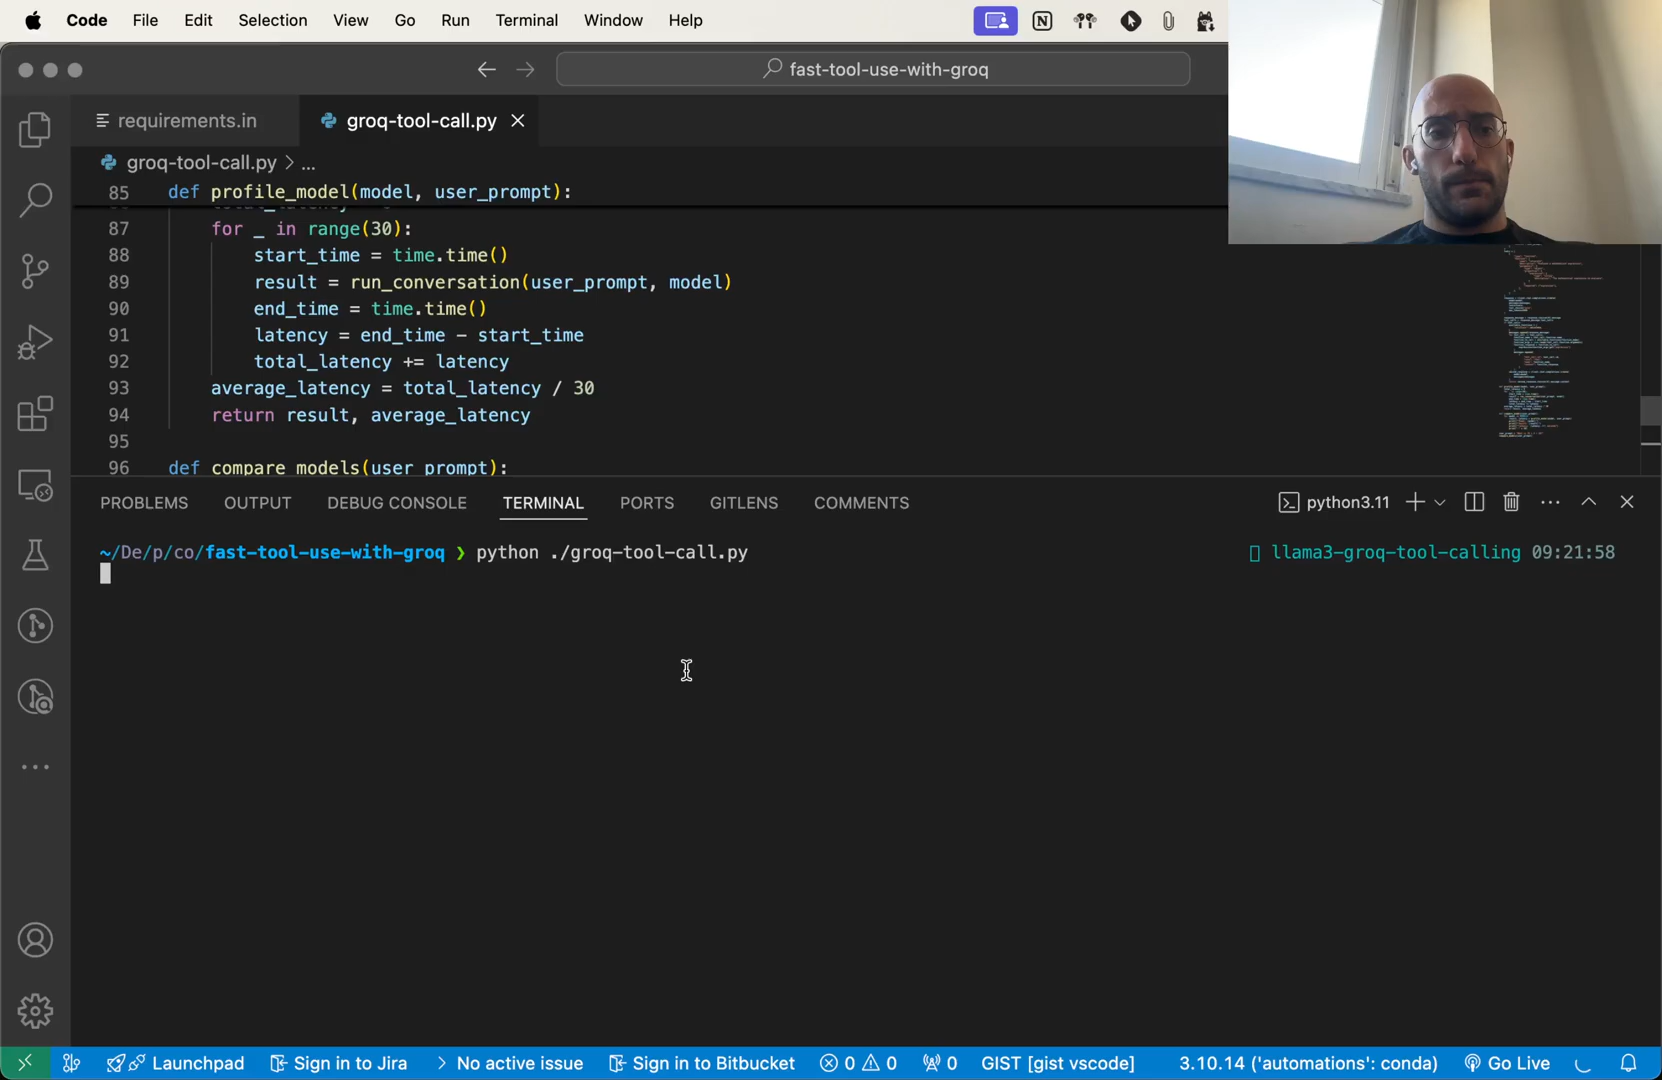 Code File Edit Selection View Go Run Terminal Window Help
fast-tool-use-with-groq
requirements.in groq-tool-call.py
groq-tool-call.py > ...
85 def profile_model(model, user_prompt):
87 for _ in range(30):
88 start_time = time.time()
89 result = run_conversation(user_prompt, model)
90 end_time = time.time()
91 latency = end_time - start_time
92 total_latency += latency
93 average_latency = total_latency / 30
94 return result, average_latency
95
96 def compare_models(user_prompt):
PROBLEMS OUTPUT DEBUG CONSOLE TERMINAL PORTS GITLENS COMMENTS python3.11
~/De/p/co/fast-tool-use-with-groq ❯ python ./groq-tool-call.py llama3-groq-tool-calling 09:21:58
Launchpad Sign in to Jira No active issue Sign in to Bitbucket 0 0 0 GIST [gist vscode] 3.10.14 ('automations': conda) Go Live